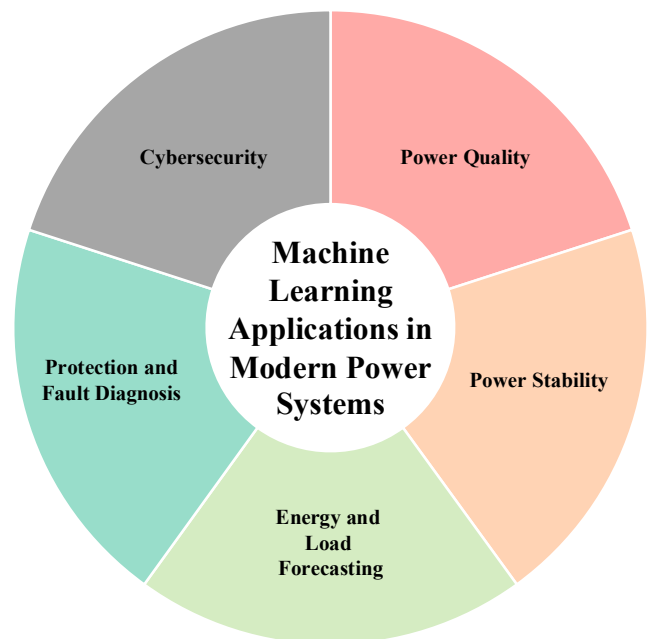 Cybersecurity
Power Quality
Machine
Learning
Applications in
Modern Power
Systems
Protection and
Fault Diagnosis
Power Stability
Energy and
Load
Forecasting